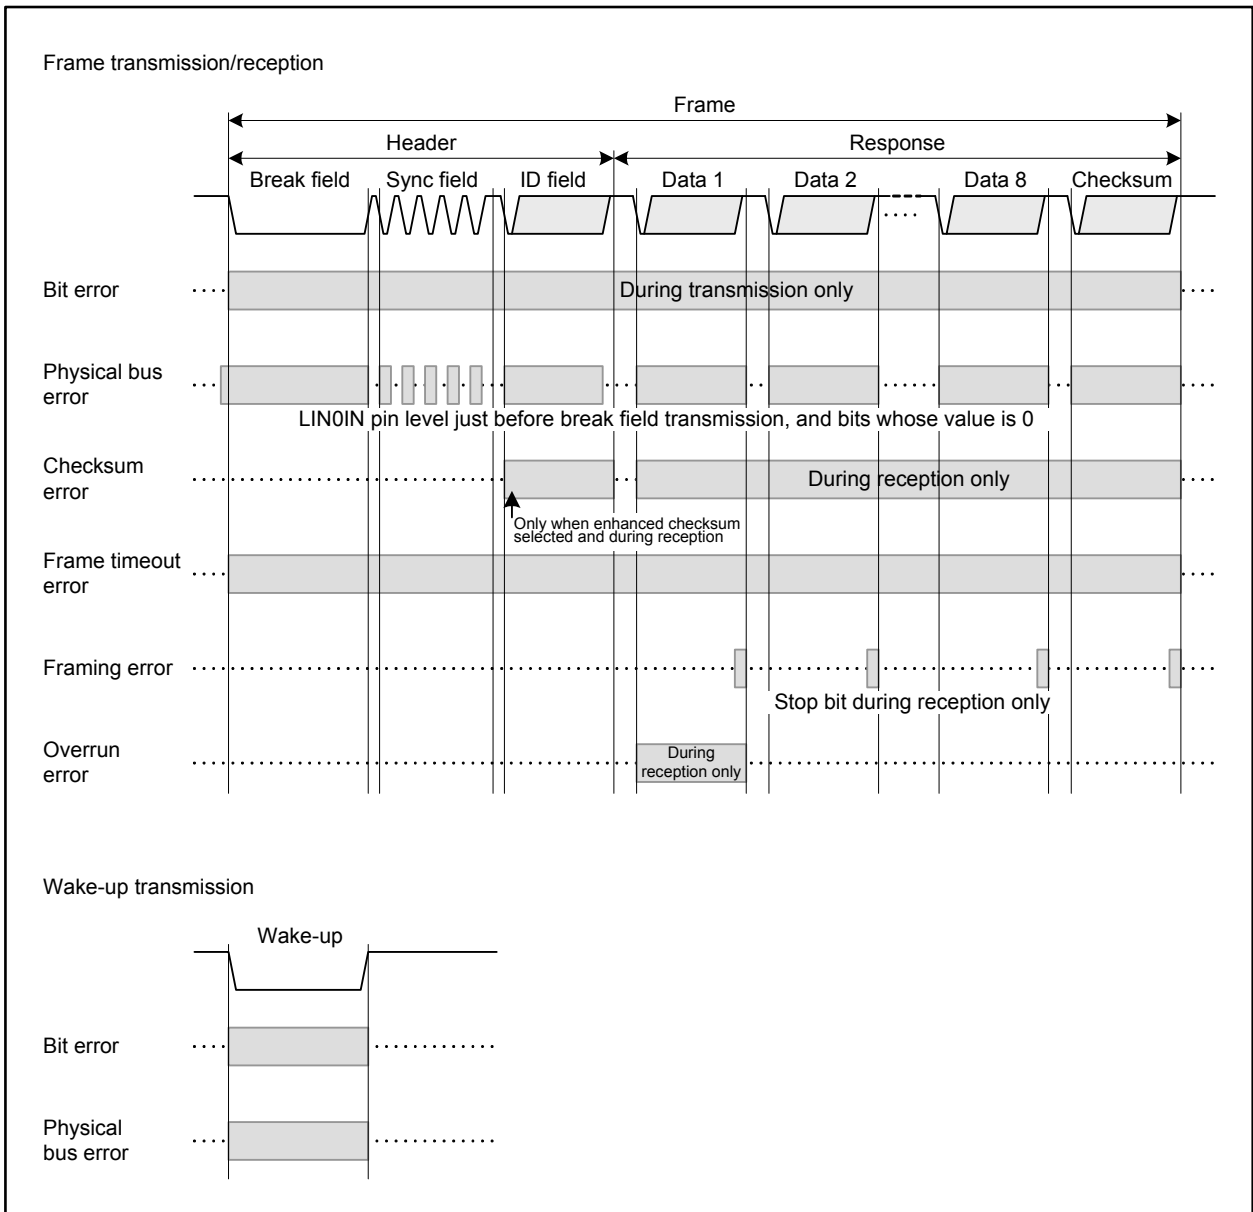 Frame transmission/reception
Frame
Header Response
Break field Sync field ID field Data 1 Data 2 Data 8 Checksum
Bit error During transmission only
Physical bus
error
LIN0IN pin level just before break field transmission, and bits whose value is 0
Checksum
error
During reception only
Only when enhanced checksum
selected and during reception
Frame timeout
error
Framing error
Stop bit during reception only
Overrun
error
During
reception only
Wake-up transmission
Wake-up
Bit error
Physical
bus error